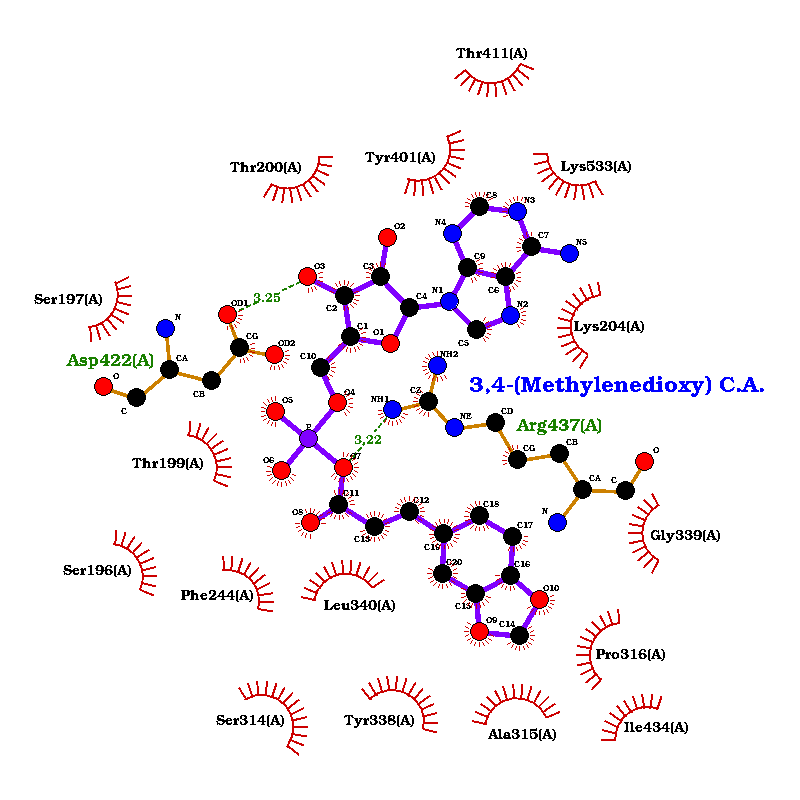 Thr411(A)
Tyr401(A)
Thr200(A)
Lys533(A)
C8
N3
O2
N4
C7
N5
C9
O3
C3
C6
C2
C4
N1
N2
Ser197(A)
OD1
3.25
N
C1
O1
C5
Lys204(A)
CG
OD2
C10
Asp422(A)
CA
NH2
O
CB
C
3,4-(Methylenedioxy) C.A.
O5
O4
NH1
CZ
NE
CD
Arg437(A)
P
3.22
Thr199(A)
O6
O7
CG
CB
O
CA
C
C11
C12
C18
N
O8
C13
C19
C17
Gly339(A)
Ser196(A)
C20
C16
Phe244(A)
Leu340(A)
C15
O10
O9
C14
Pro316(A)
Ser314(A)
Tyr338(A)
Ala315(A)
Ile434(A)